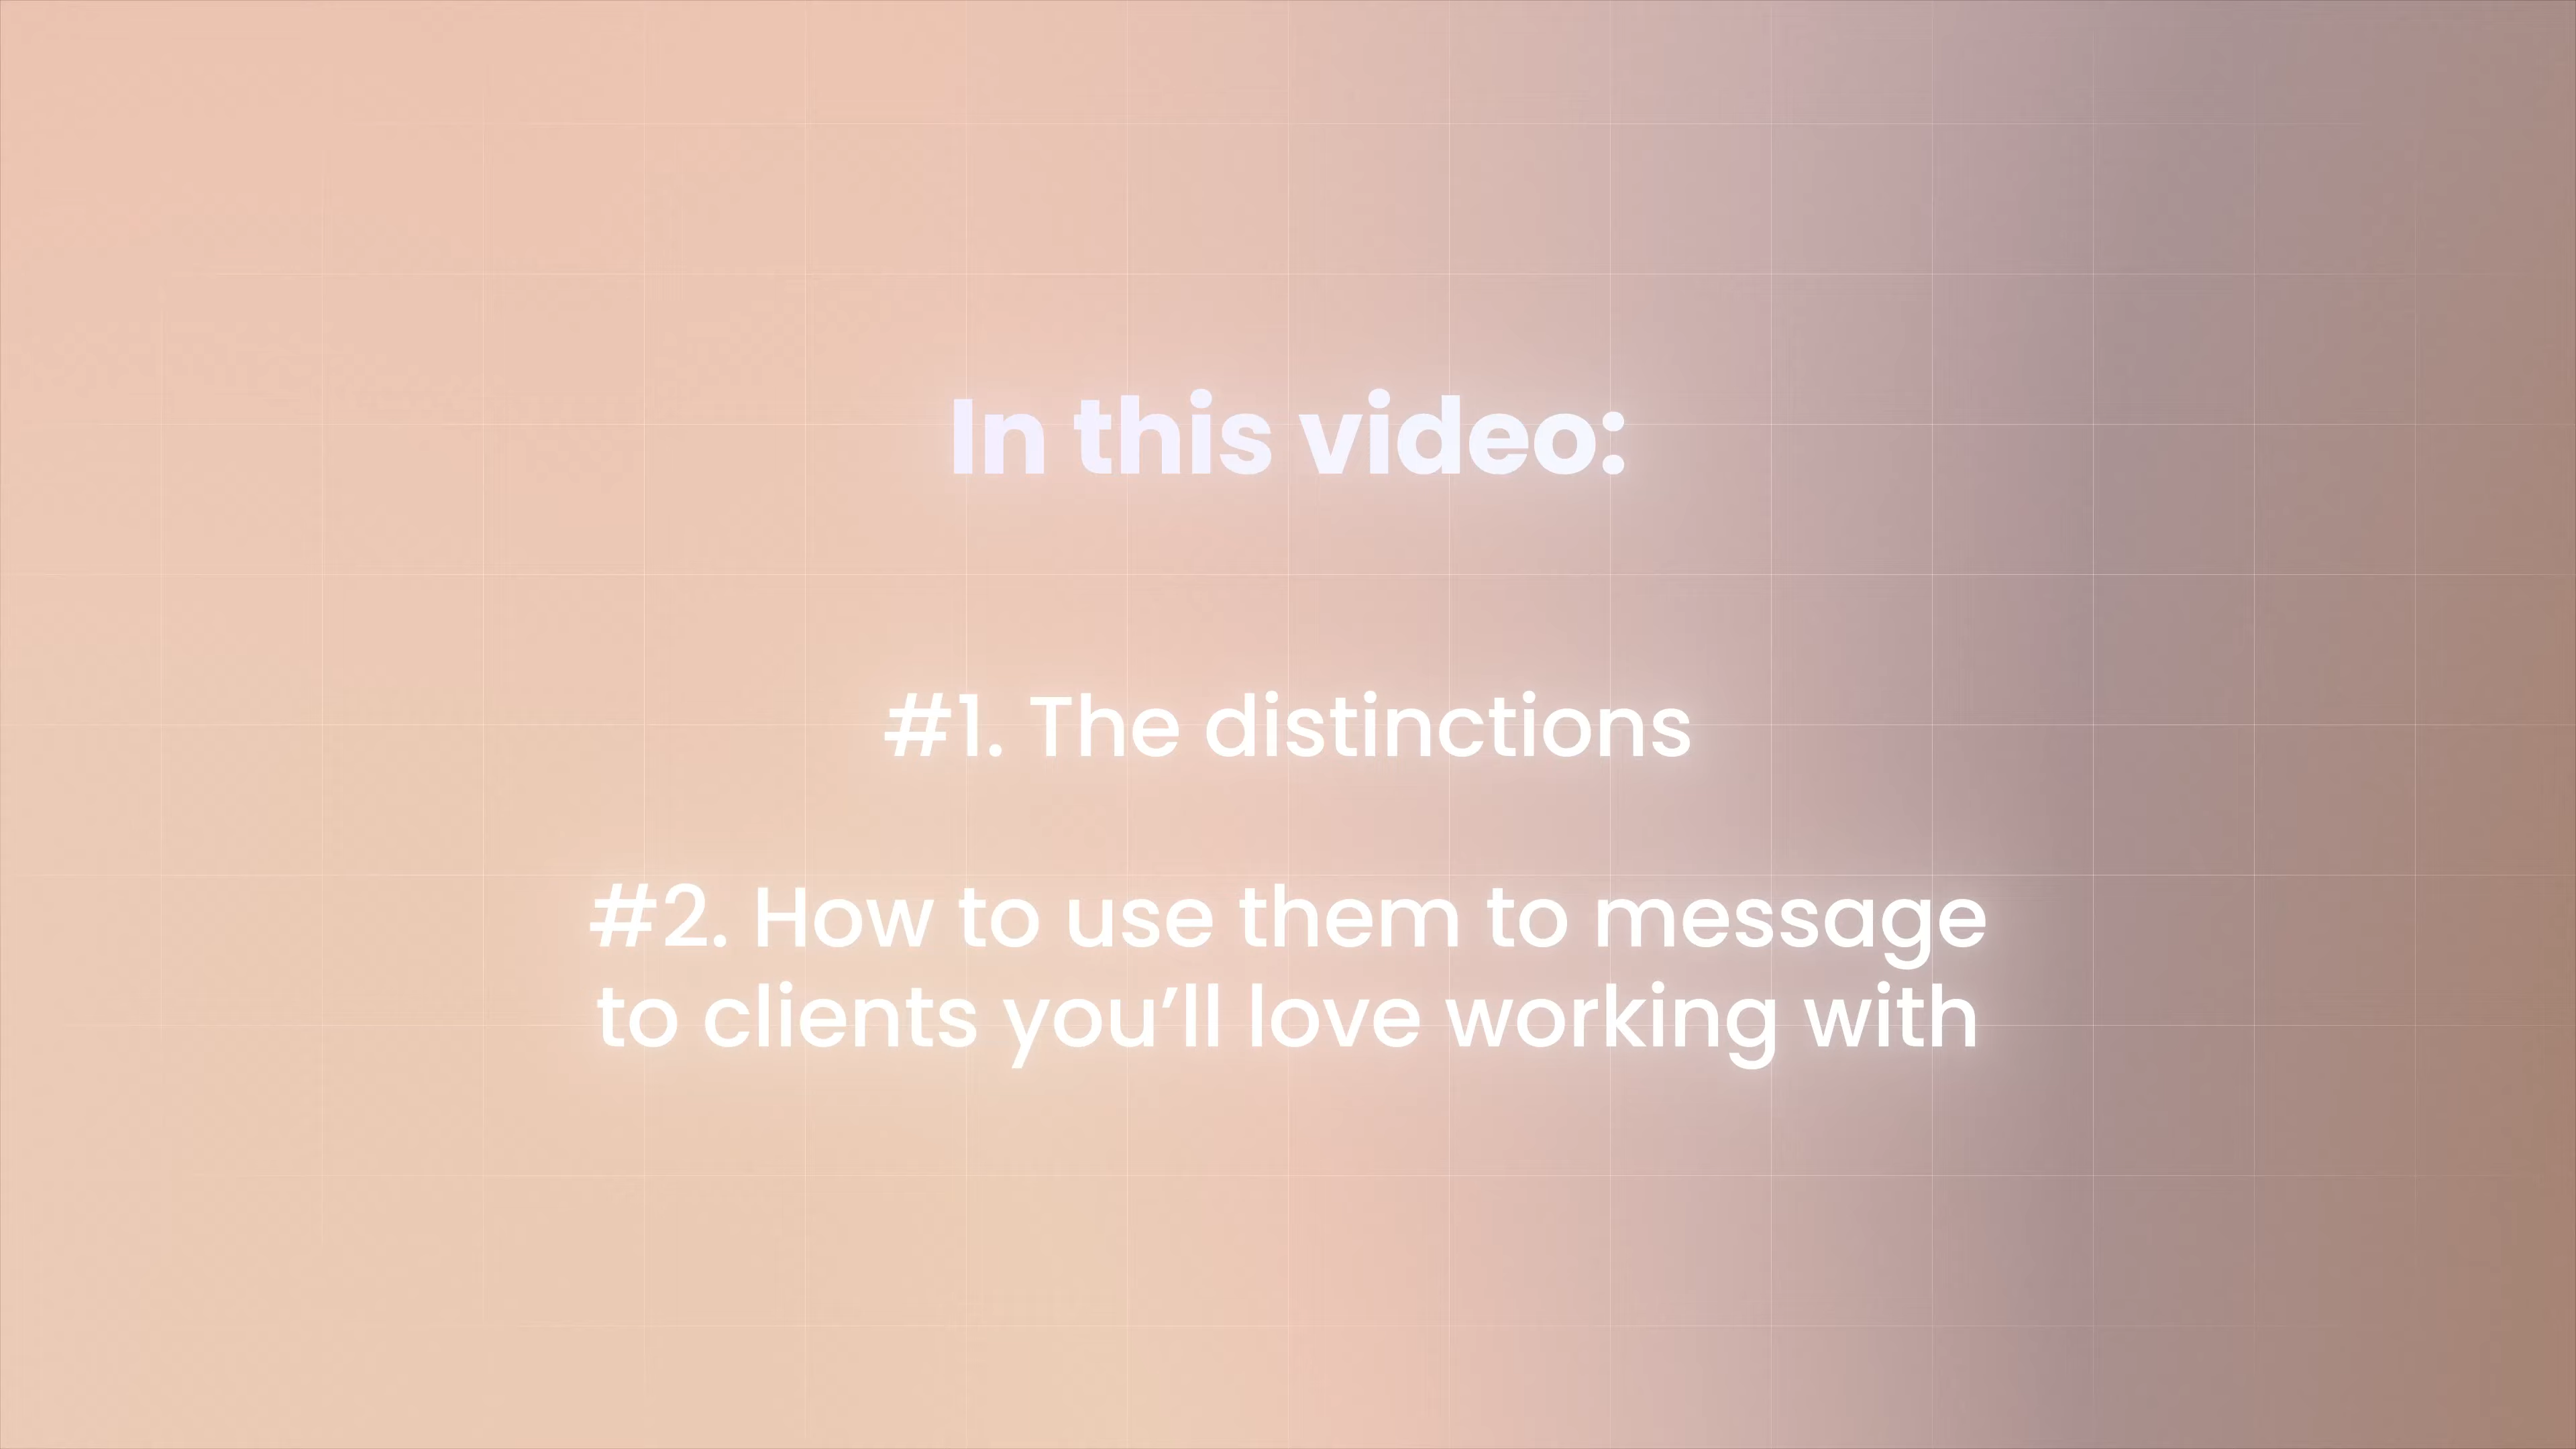 In this video:
#1. The distinctions
#2. How to use them to message
to clients you’ll love working with